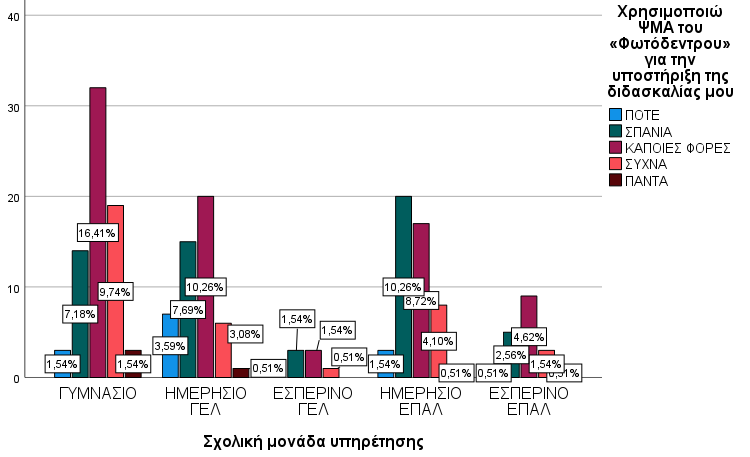 Χρησιμοποιώ
ΨΜΑ του
«Φωτόδεντρου»
για την
υποστήριξη της
διδασκαλίας μου
ΠΟΤΕ
ΣΠΑΝΙΑ
ΚΑΠΟΙΕΣ ΦΟΡΕΣ
ΣΥΧΝΑ
ΠΑΝΤΑ
40
30
20
10
0
1,54%
7,18%
16,41%
9,74%
1,54%
3,59%
7,69%
10,26%
3,08%
0,51%
1,54%
1,54%
0,51%
1,54%
10,26%
8,72%
4,10%
0,51%
0,51%
2,56%
4,62%
1,54%
0,51%
ΓΥΜΝΑΣΙΟ
ΗΜΕΡΗΣΙΟ
ΓΕΛ
ΕΣΠΕΡΙΝΟ
ΓΕΛ
ΗΜΕΡΗΣΙΟ
ΕΠΑΛ
ΕΣΠΕΡΙΝΟ
ΕΠΑΛ
Σχολική μονάδα υπηρέτησης